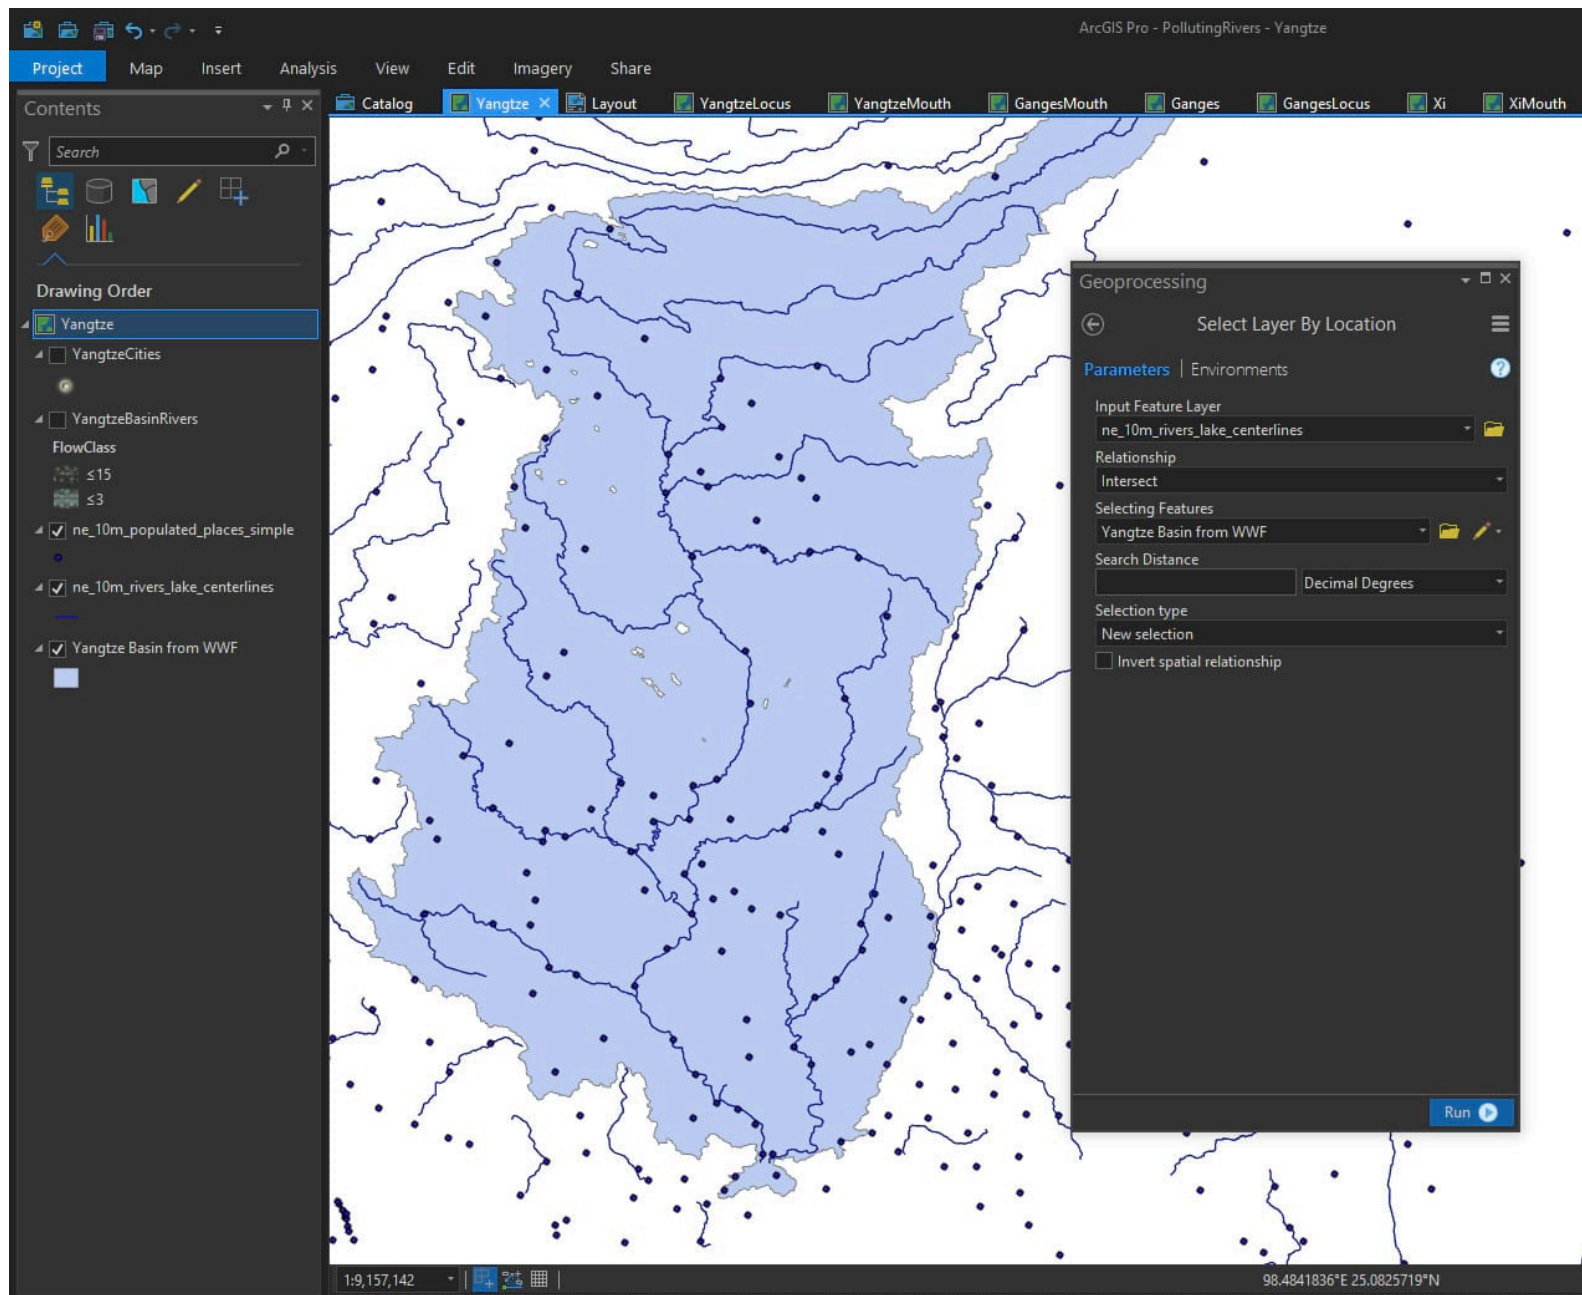 ArcGIS Pro - PollutingRivers - Yangtze
Project Map Insert Analysis View Edit Imagery Share
Contents
Catalog Yangtze Layout YangtzeLocus YangtzeMouth GangesMouth Ganges GangesLocus Xi XiMouth
Search
Drawing Order
Yangtze
YangtzeCities
YangtzeBasinRivers
FlowClass
≤15
≤3
ne_10m_populated_places_simple
ne_10m_rivers_lake_centerlines
Yangtze Basin from WWF
Geoprocessing
Select Layer By Location
Parameters | Environments
Input Feature Layer
ne_10m_rivers_lake_centerlines
Relationship
Intersect
Selecting Features
Yangtze Basin from WWF
Search Distance
Decimal Degrees
Selection type
New selection
Invert spatial relationship
Run
1:9,157,142
98.4841836°E 25.0825719°N